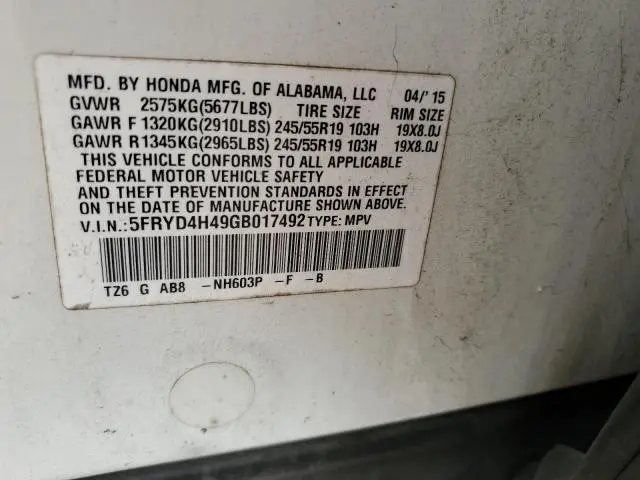 MFD. BY HONDA MFG. OF ALABAMA, LLC 04/'15
GVWR 2575KG(5677LBS) TIRE SIZE RIM SIZE
GAWR F 1320KG(2910LBS) 245/55R19 103H 19X8.0J
GAWR R1345KG(2965LBS) 245/55R19 103H 19X8.0J
THIS VEHICLE CONFORMS TO ALL APPLICABLE
FEDERAL MOTOR VEHICLE SAFETY
AND THEFT PREVENTION STANDARDS IN EFFECT
ON THE DATE OF MANUFACTURE SHOWN ABOVE.
V.I.N.:5FRYD4H49GB017492 TYPE: MPV
TZ6 G AB8 -NH603P -F -B